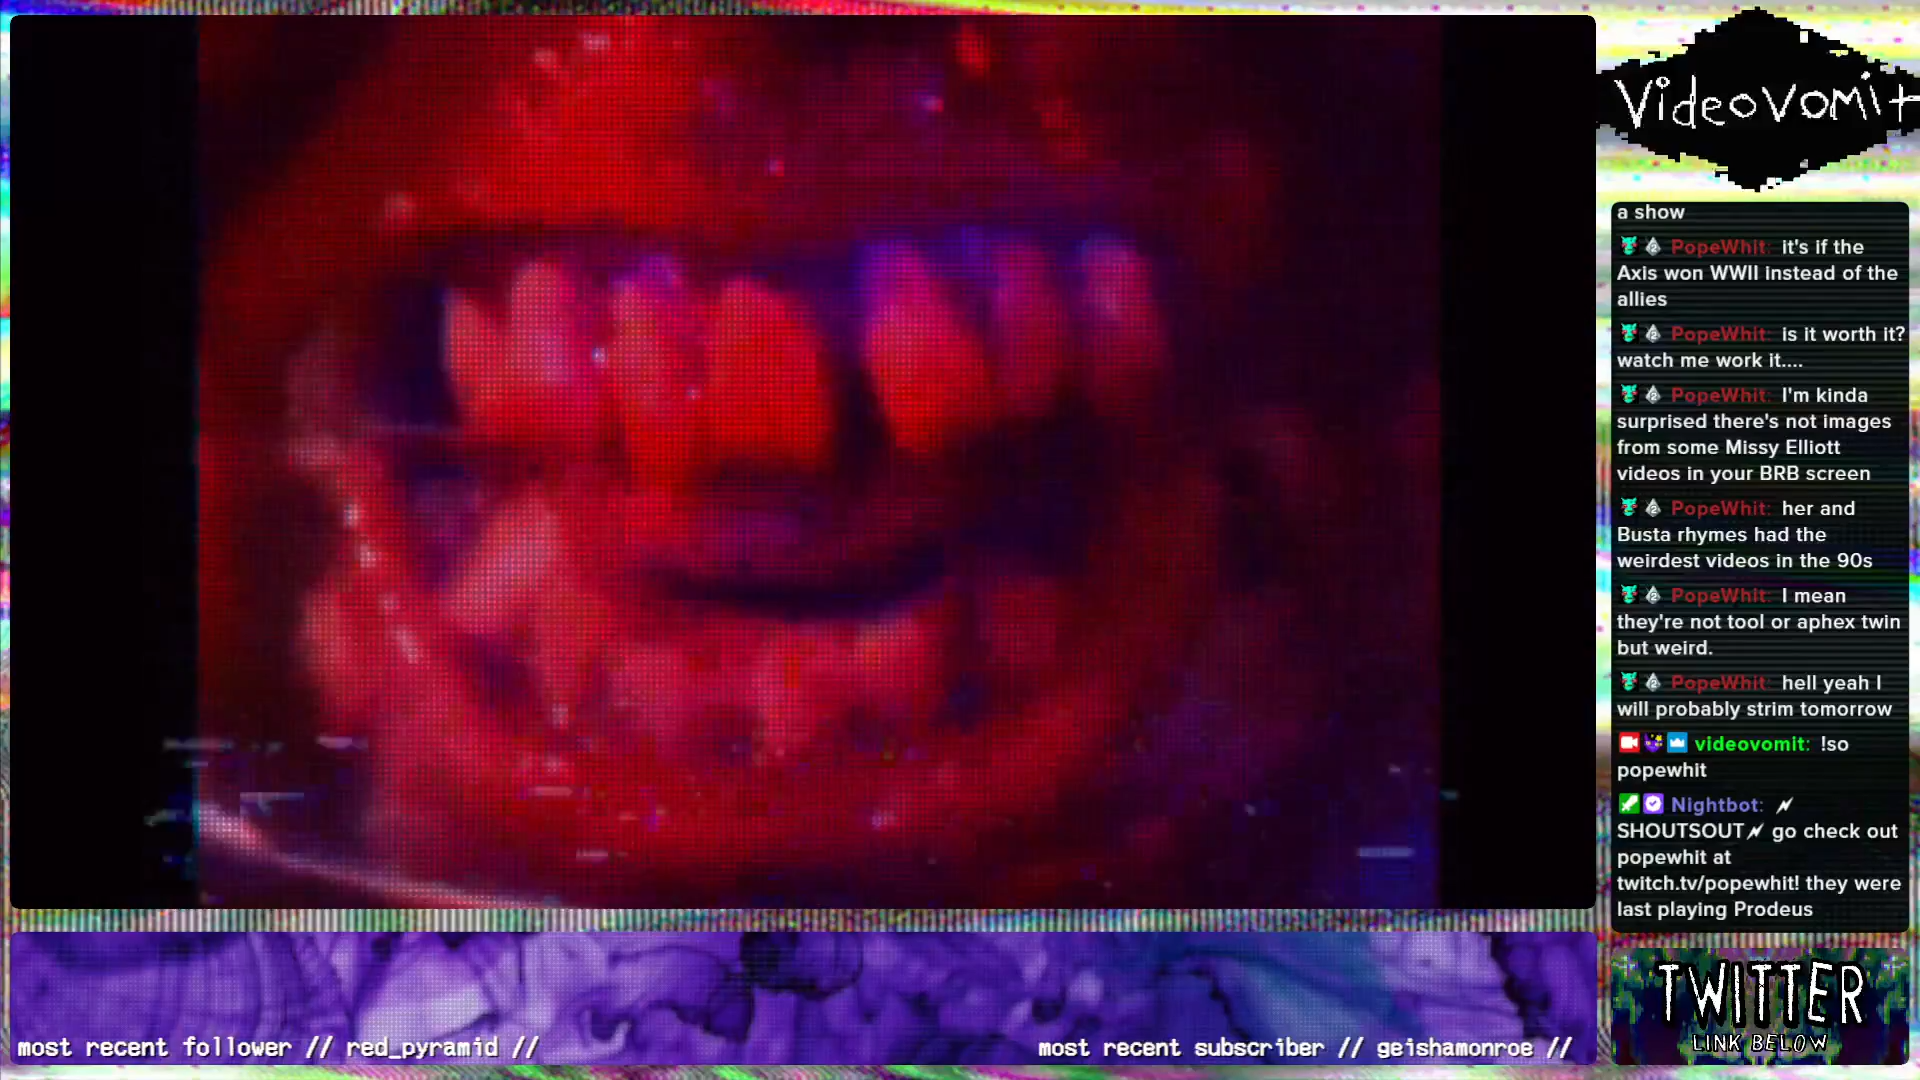 Videovomit
a show
PopeWhit: it's if the
Axis won WWII instead of the
allies
PopeWhit: is it worth it?
watch me work it....
PopeWhit: I'm kinda
surprised there's not images
from some Missy Elliott
videos in your BRB screen
PopeWhit: her and
Busta rhymes had the
weirdest videos in the 90s
PopeWhit: I mean
they're not tool or aphex twin
but weird.
PopeWhit: hell yeah I
will probably strim tomorrow
videovomit: !so
popewhit
Nightbot:
SHOUTSOUT go check out
popewhit at
twitch.tv/popewhit! they were
last playing Prodeus
TWITTER
LINK BELOW
most recent follower // red_pyramid //
most recent subscriber // geishamonroe //